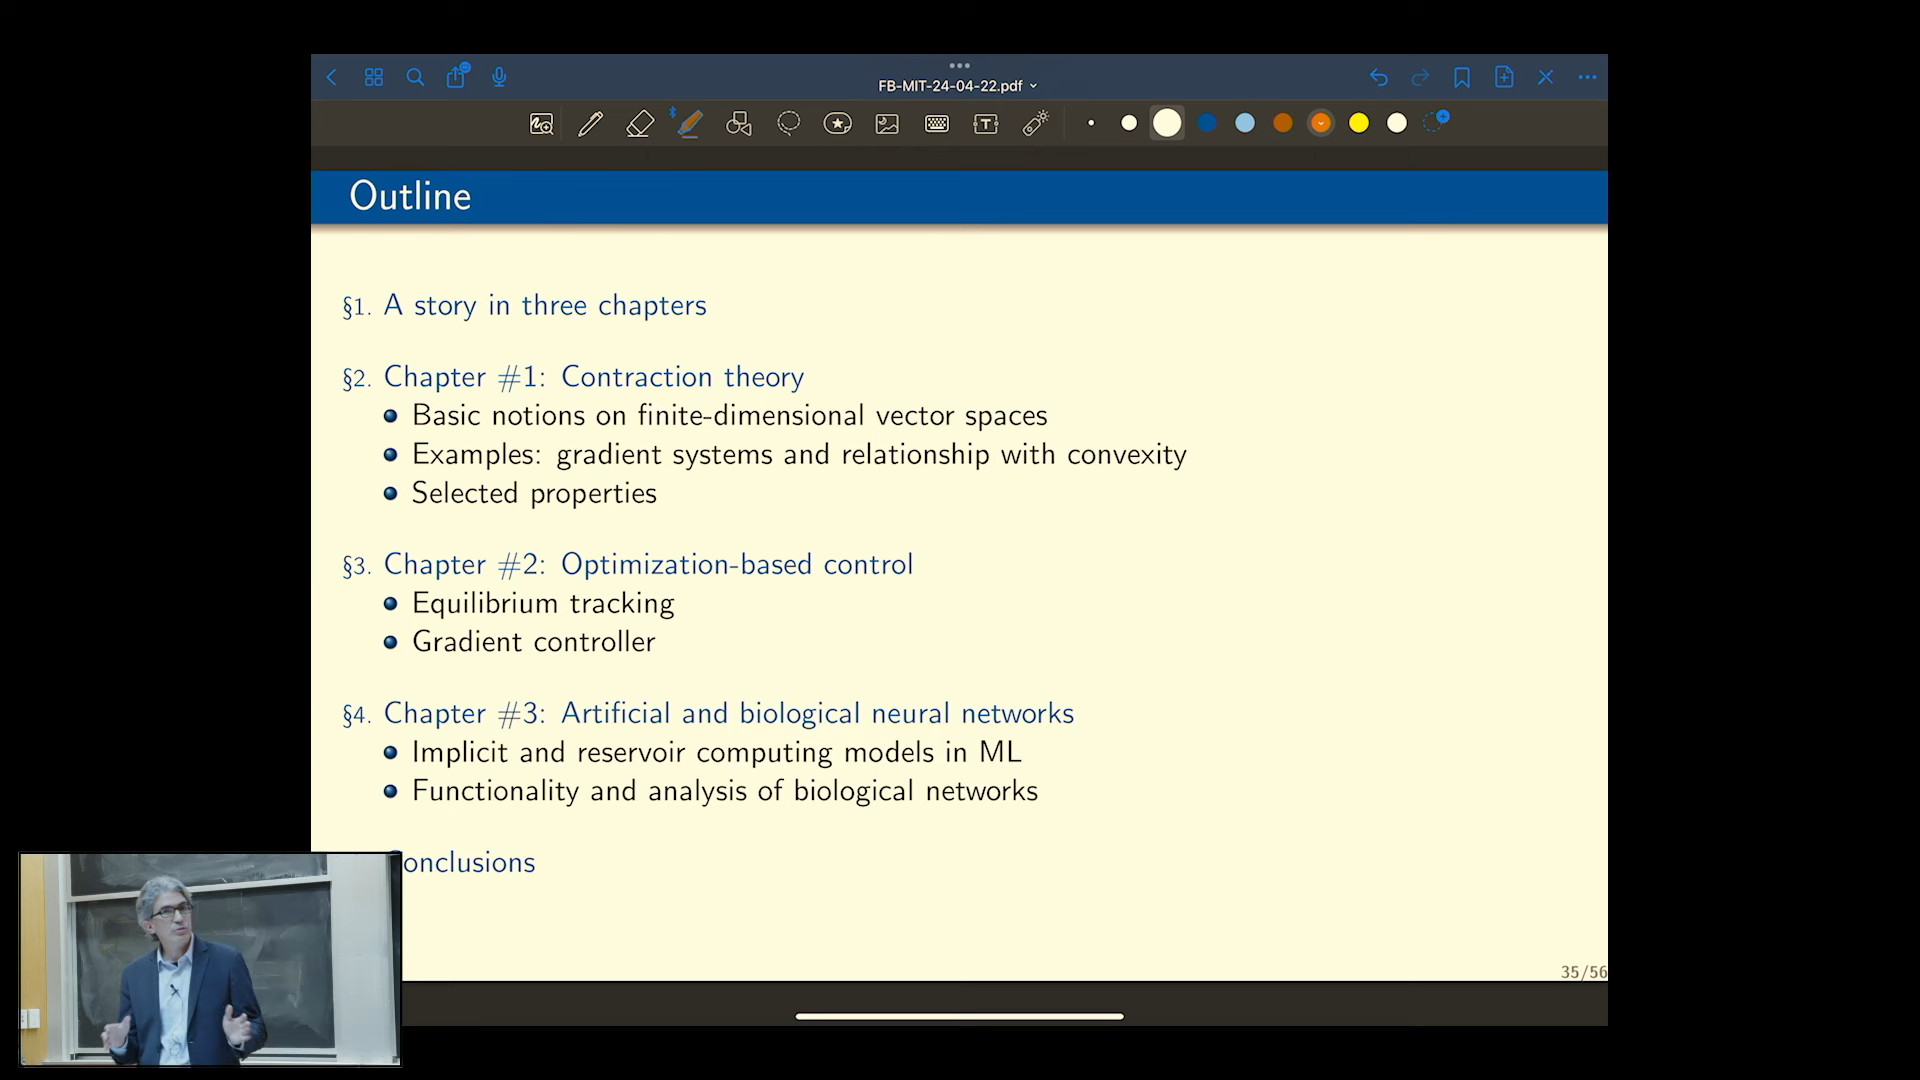 FB-MIT-24-04-22.pdf
Outline
§1. A story in three chapters
§2. Chapter #1: Contraction theory
Basic notions on finite-dimensional vector spaces
Examples: gradient systems and relationship with convexity
Selected properties
§3. Chapter #2: Optimization-based control
Equilibrium tracking
Gradient controller
§4. Chapter #3: Artificial and biological neural networks
Implicit and reservoir computing models in ML
Functionality and analysis of biological networks
onclusions
35/56